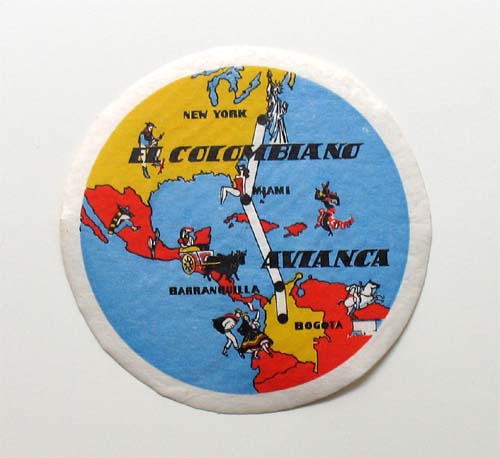 NEW YORK
EL COLOMBIANO
MIAMI
AVIANCA
BARRANQUILLA
BOGOTA